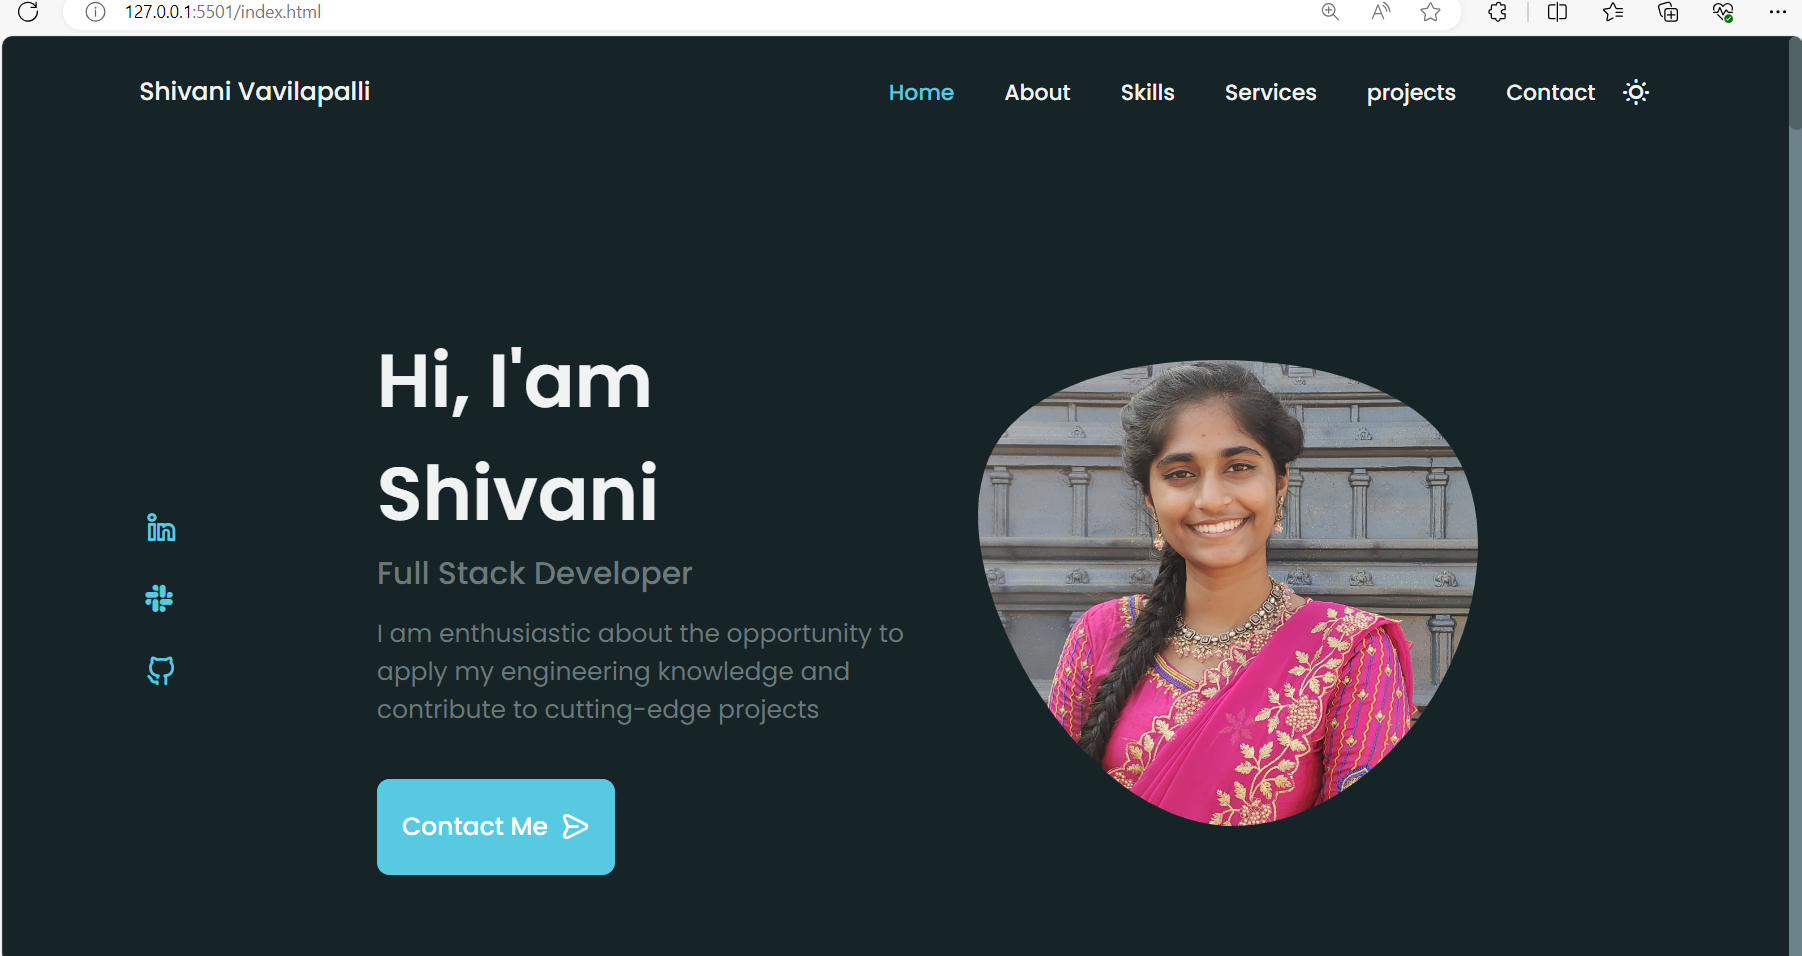 127.0.0.1:5501/index.html
Shivani Vavilapalli
Home About Skills Services projects Contact
Hi, I'am
Shivani
Full Stack Developer
I am enthusiastic about the opportunity to
apply my engineering knowledge and
contribute to cutting-edge projects
Contact Me